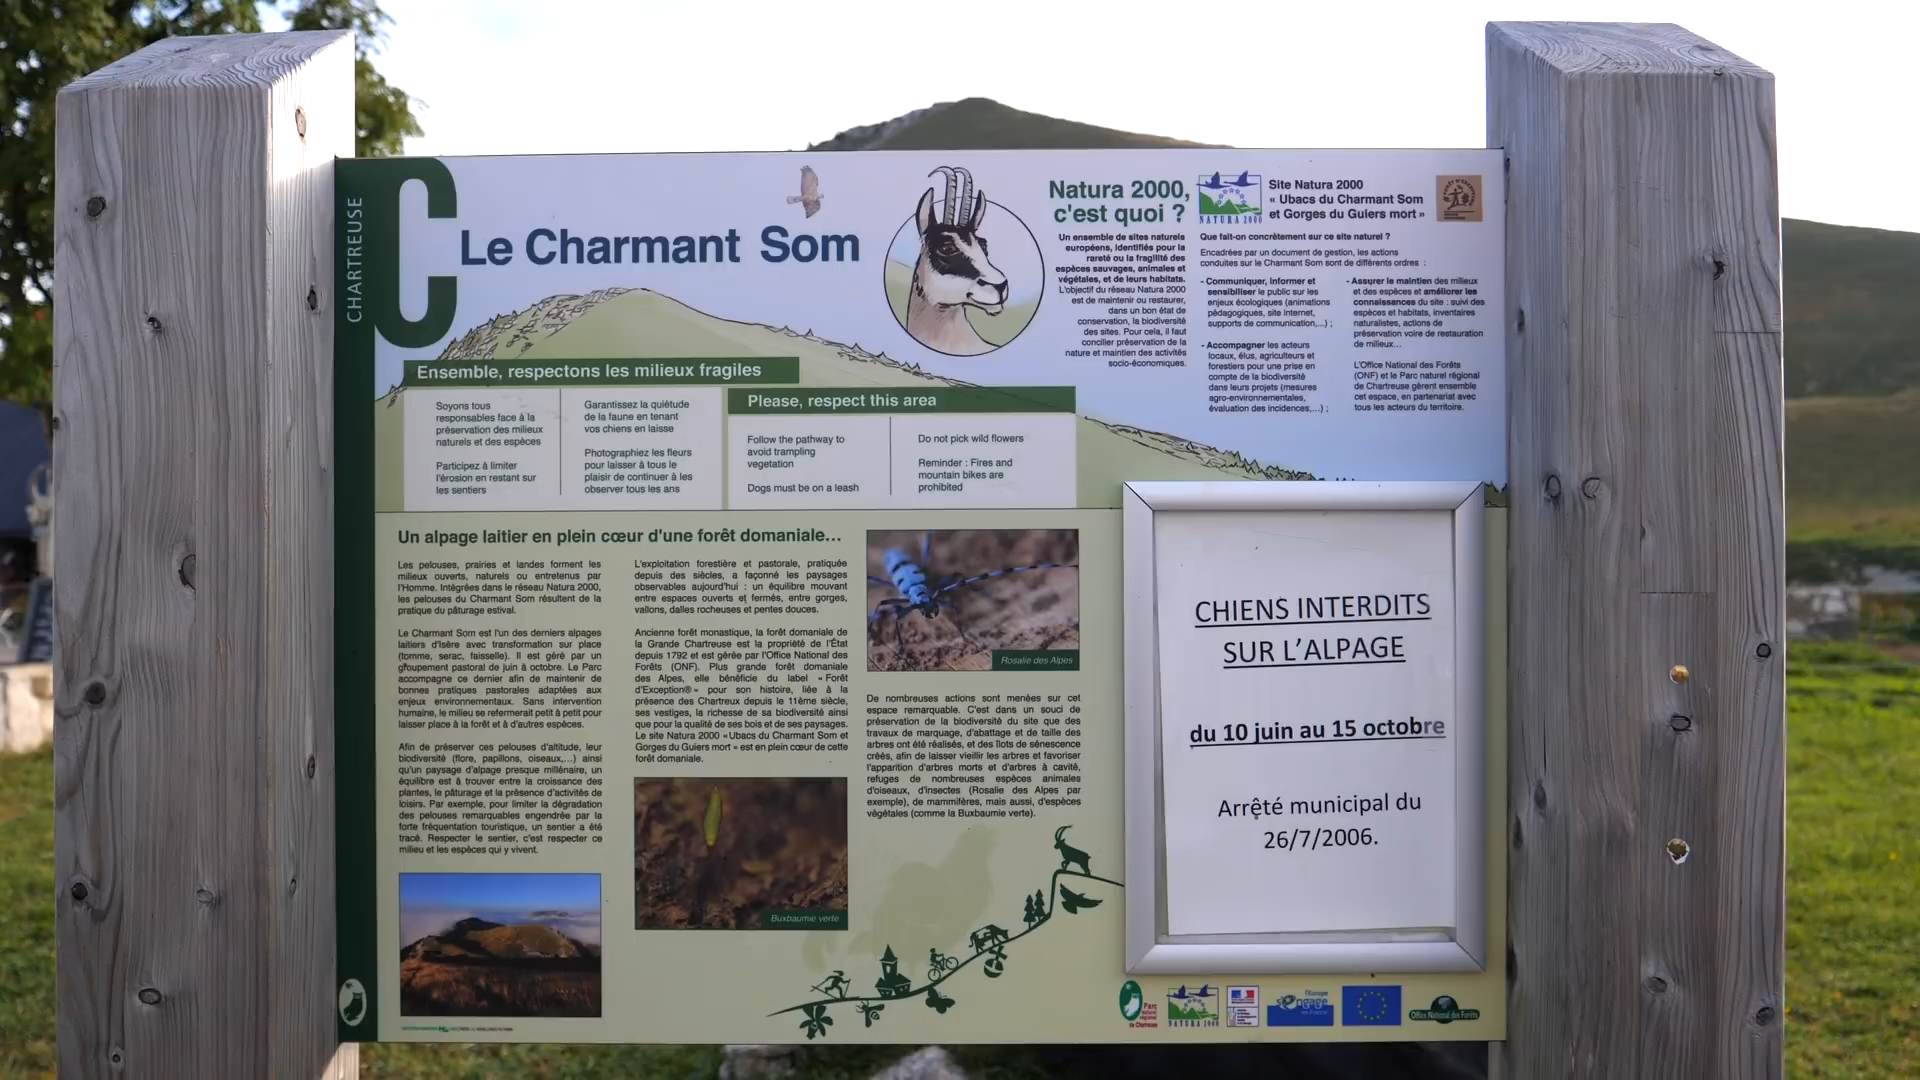 CHARTREUSE
C
Le Charmant Som
Ensemble, respectons les milieux fragiles
Soyons tous
responsables face à la
préservation des milieux
naturels et des espèces
Participez à limiter
l'érosion en restant sur
les sentiers
Garantissez la quiétude
de la faune en tenant
vos chiens en laisse
Photographiez les fleurs
pour laisser à tous le
plaisir de continuer à les
observer tous les ans
Please, respect this area
Follow the pathway to
avoid trampling
vegetation
Dogs must be on a leash
Do not pick wild flowers
Reminder : Fires and
mountain bikes are
prohibited
Natura 2000,
c'est quoi ?
Un ensemble de sites naturels
européens, identifiés pour la
rareté ou la fragilité des
espèces sauvages, animales et
végétales, et de leurs habitats.
L'objectif du réseau Natura 2000
est de maintenir ou restaurer,
dans un bon état de
conservation, la biodiversité
des sites. Pour cela, il faut
concilier préservation de la
nature et maintien des activités
socio-économiques.
NATURA 2000
Site Natura 2000
« Ubacs du Charmant Som
et Gorges du Guiers mort »
Que fait-on concrètement sur ce site naturel ?
Encadrées par un document de gestion, les actions
conduites sur le Charmant Som sont de différents ordres :
- Communiquer, informer et
sensibiliser le public sur les
enjeux écologiques (animations
pédagogiques, site internet,
supports de communication,...) ;
- Accompagner les acteurs
locaux, élus, agriculteurs et
forestiers pour une prise en
compte de la biodiversité
dans leurs projets (mesures
agro-environnementales,
évaluation des incidences,...) ;
- Assurer le maintien des milieux
et des espèces et améliorer les
connaissances du site : suivi des
espèces et habitats, inventaires
naturalistes, actions de
préservation voire de restauration
de milieux...
L'Office National des Forêts
(ONF) et le Parc naturel régional
de Chartreuse gèrent ensemble
cet espace, en partenariat avec
tous les acteurs du territoire.
Un alpage laitier en plein cœur d'une forêt domaniale...
Les pelouses, prairies et landes forment les
milieux ouverts, naturels ou entretenus par
l'Homme. Intégrées dans le réseau Natura 2000,
les pelouses du Charmant Som résultent de la
pratique du pâturage estival.
Le Charmant Som est l'un des derniers alpages
laitiers d'Isère avec transformation sur place
(tomme, serac, faisselle). Il est géré par un
groupement pastoral de juin à octobre. Le Parc
accompagne ce dernier afin de maintenir de
bonnes pratiques pastorales adaptées aux
enjeux environnementaux. Sans intervention
humaine, le milieu se refermerait petit à petit pour
laisser place à la forêt et à d'autres espèces.
Afin de préserver ces pelouses d'altitude, leur
biodiversité (flore, papillons, oiseaux,...) ainsi
qu'un paysage d'alpage presque millénaire, un
équilibre est à trouver entre la croissance des
plantes, le pâturage et la présence d'activités de
loisirs. Par exemple, pour limiter la dégradation
des pelouses remarquables engendrée par la
forte fréquentation touristique, un sentier a été
tracé. Respecter le sentier, c'est respecter ce
milieu et les espèces qui y vivent.
L'exploitation forestière et pastorale, pratiquée
depuis des siècles, a façonné les paysages
observables aujourd'hui : un équilibre mouvant
entre espaces ouverts et fermés, entre gorges,
vallons, dalles rocheuses et pentes douces.
Ancienne forêt monastique, la forêt domaniale de
la Grande Chartreuse est la propriété de l'État
depuis 1792 et est gérée par l'Office National des
Forêts (ONF). Plus grande forêt domaniale
des Alpes, elle bénéficie du label « Forêt
d'Exception® » pour son histoire, liée à la
présence des Chartreux depuis le 11ème siècle,
ses vestiges, la richesse de sa biodiversité ainsi
que pour la qualité de ses bois et de ses paysages.
Le site Natura 2000 « Ubacs du Charmant Som et
Gorges du Guiers mort » est en plein cœur de cette
forêt domaniale.
Buxbaumie verte
Rosalie des Alpes
De nombreuses actions sont menées sur cet
espace remarquable. C'est dans un souci de
préservation de la biodiversité du site que des
travaux de marquage, d'abattage et de taille des
arbres ont été réalisés, et des îlots de sénescence
créés, afin de laisser vieillir les arbres et favoriser
l'apparition d'arbres morts et d'arbres à cavité,
refuges de nombreuses espèces animales
d'oiseaux, d'insectes (Rosalie des Alpes par
exemple), de mammifères, mais aussi, d'espèces
végétales (comme la Buxbaumie verte).
CHIENS INTERDITS
SUR L'ALPAGE
du 10 juin au 15 octobre
Arrêté municipal du
26/7/2006.
Parc
naturel
régional
de Chartreuse
NATURA 2000
l'Europe
s'engage
en France
Office National des Forêts